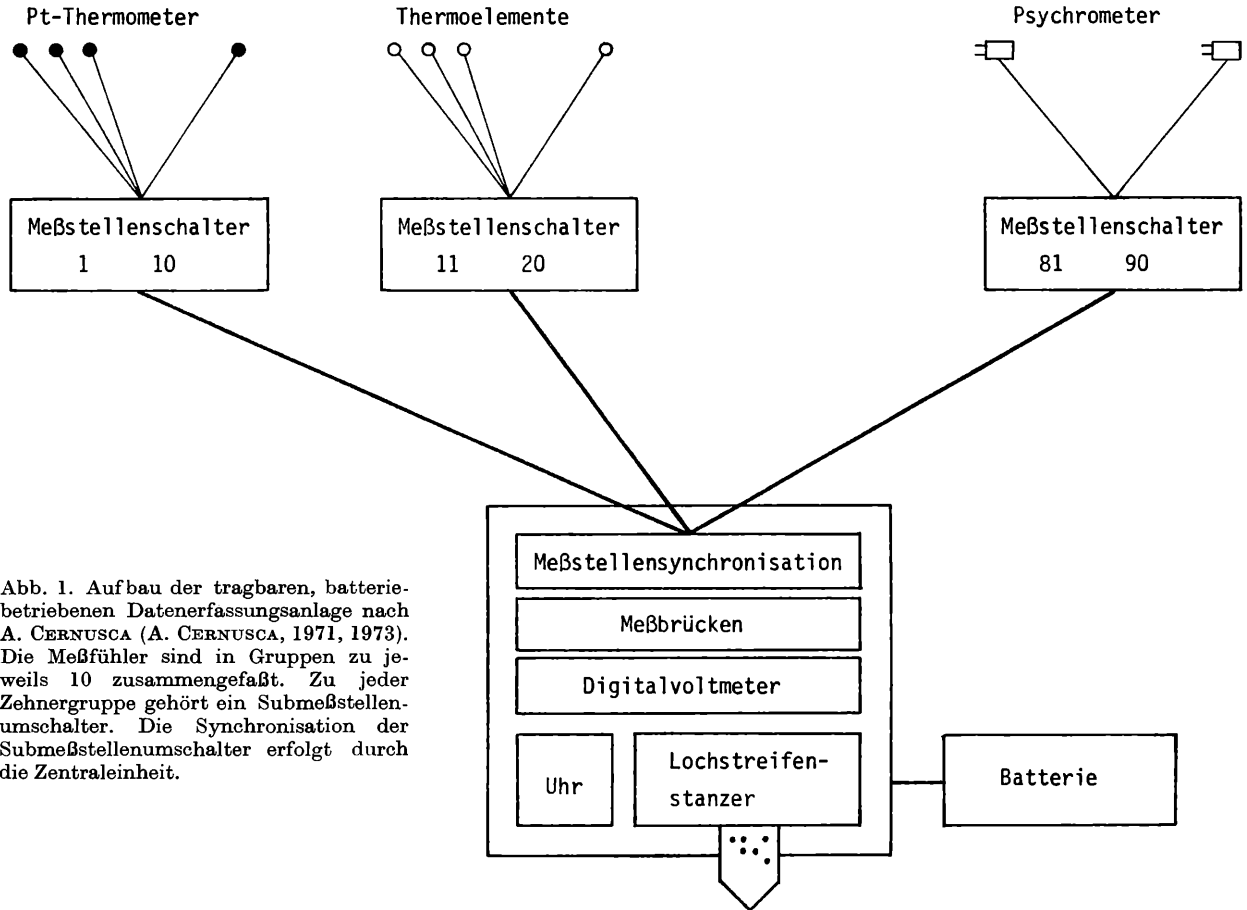 Pt-Thermometer
Thermoelemente
Psychrometer
Meßstellenschalter
1 10
Meßstellenschalter
11 20
Meßstellenschalter
81 90
Meßstellensynchronisation
Meßbrücken
Digitalvoltmeter
Uhr
Lochstreifen-
stanzer
Batterie
Abb. 1. Aufbau der tragbaren, batterie-
betriebenen Datenerfassungsanlage nach
A. CERNUSCA (A. CERNUSCA, 1971, 1973).
Die Meßfühler sind in Gruppen zu je-
weils 10 zusammengefaßt. Zu jeder
Zehnergruppe gehört ein Submeßstellen-
umschalter. Die Synchronisation der
Submeßstellenumschalter erfolgt durch
die Zentraleinheit.